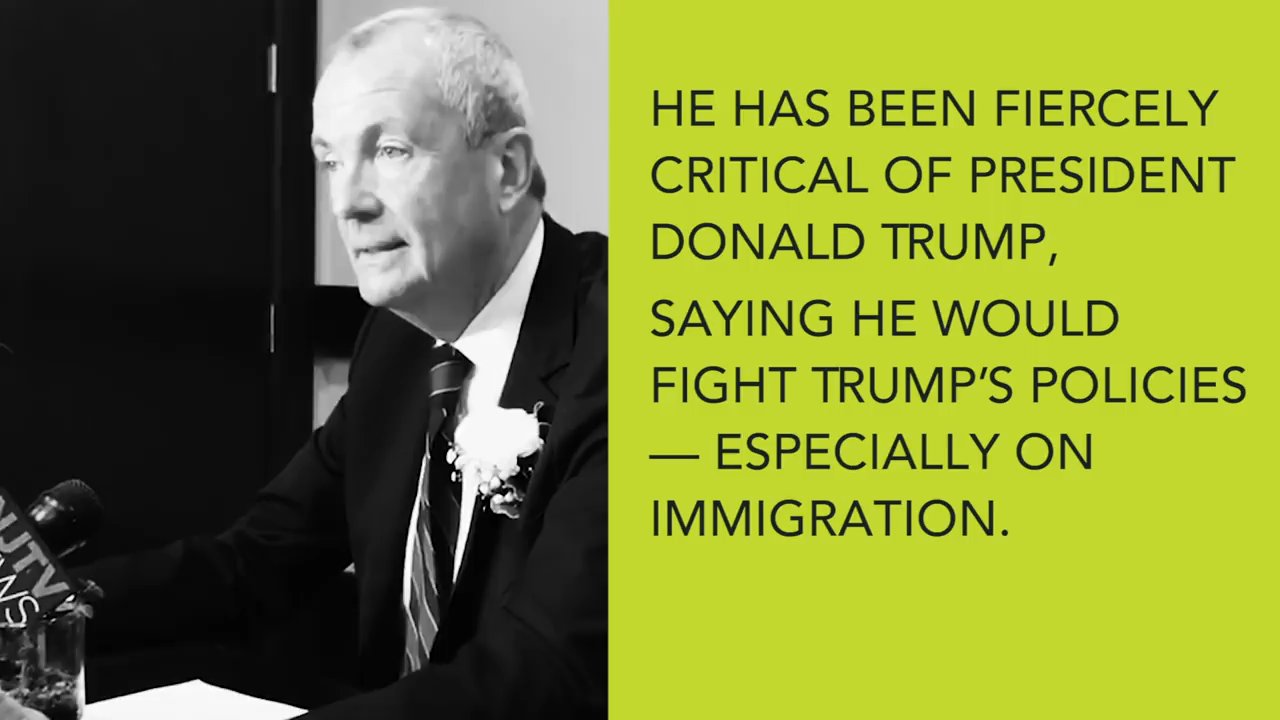 HE HAS BEEN FIERCELY
CRITICAL OF PRESIDENT
DONALD TRUMP,
SAYING HE WOULD
FIGHT TRUMP’S POLICIES
— ESPECIALLY ON
IMMIGRATION.